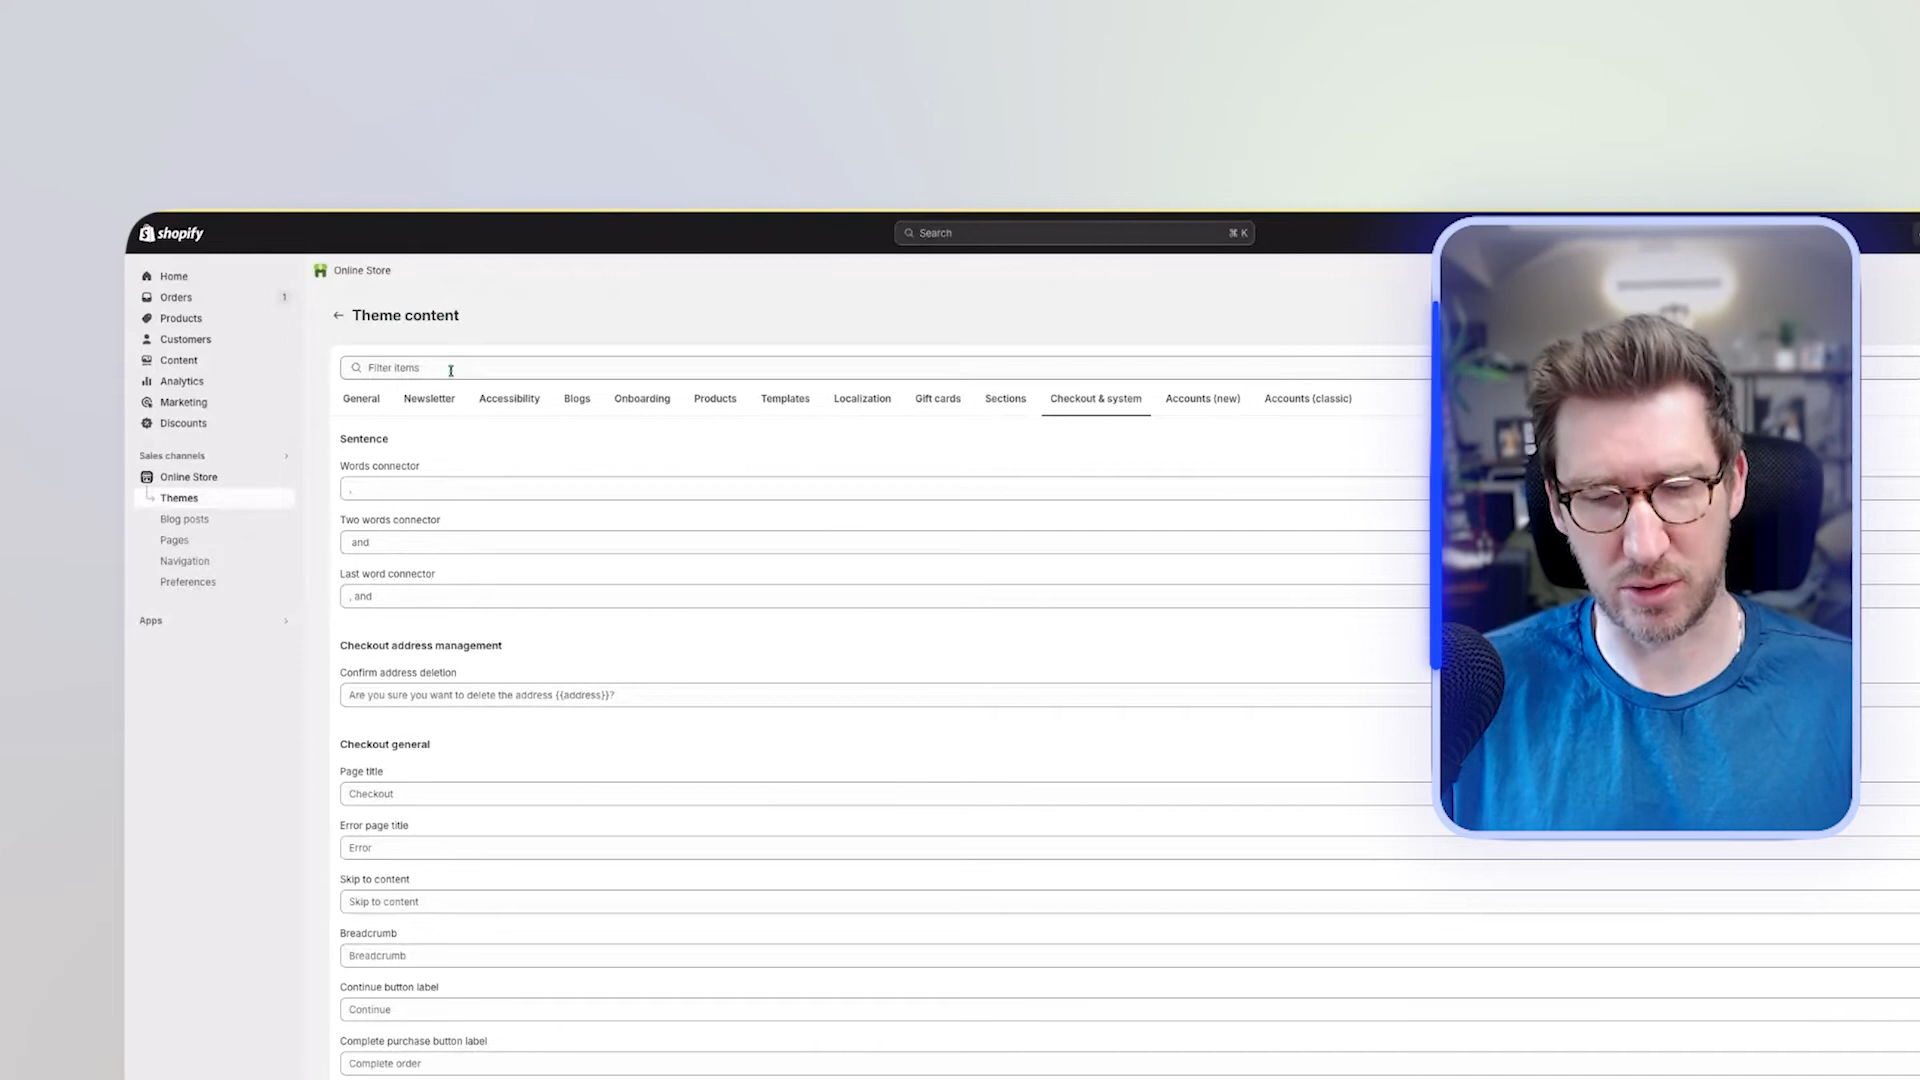 shopify
Search
⌘ K
Home
Orders
1
Products
Customers
Content
Analytics
Marketing
Discounts
Sales channels
Online Store
Themes
Blog posts
Pages
Navigation
Preferences
Apps
Online Store
Theme content
Filter items
General Newsletter Accessibility Blogs Onboarding Products Templates Localization Gift cards Sections Checkout & system Accounts (new) Accounts (classic)
Sentence
Words connector
,
Two words connector
and
Last word connector
, and
Checkout address management
Confirm address deletion
Are you sure you want to delete the address {{address}}?
Checkout general
Page title
Checkout
Error page title
Error
Skip to content
Skip to content
Breadcrumb
Breadcrumb
Continue button label
Continue
Complete purchase button label
Complete order